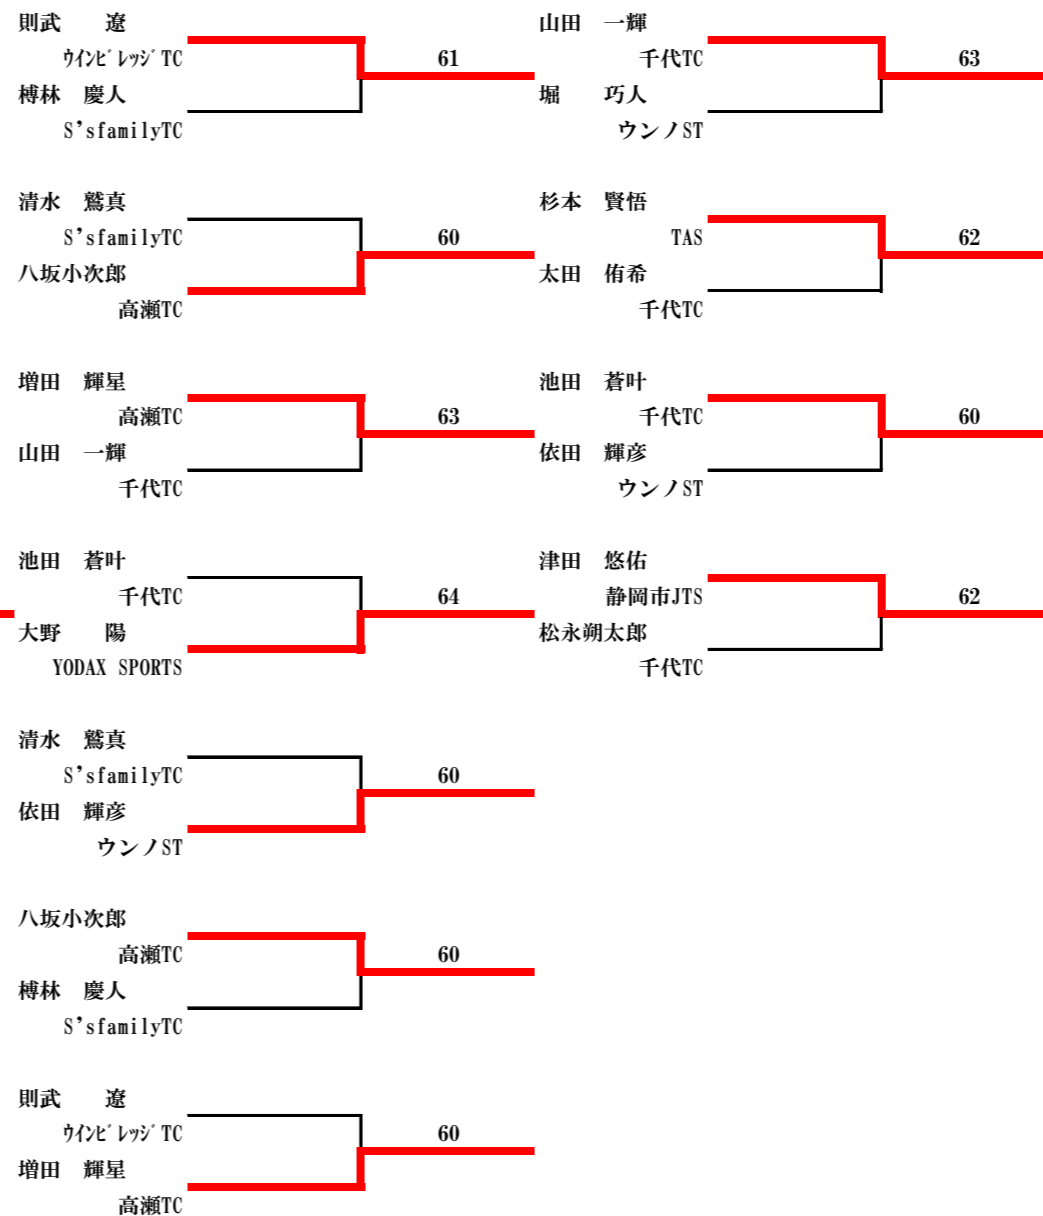 則武　　遼
ｳｲﾝﾋﾞﾚｯｼﾞTC
61
榑林　慶人
S’sfamilyTC
清水　鷲真
S’sfamilyTC
60
八坂小次郎
高瀬TC
増田　輝星
高瀬TC
63
山田　一輝
千代TC
池田　蒼叶
千代TC
64
大野　　陽
YODAX SPORTS
清水　鷲真
S’sfamilyTC
60
依田　輝彦
ウンノST
八坂小次郎
高瀬TC
60
榑林　慶人
S’sfamilyTC
則武　　遼
ｳｲﾝﾋﾞﾚｯｼﾞTC
60
増田　輝星
高瀬TC
山田　一輝
千代TC
63
堀　　巧人
ウンノST
杉本　賢悟
TAS
62
太田　侑希
千代TC
池田　蒼叶
千代TC
60
依田　輝彦
ウンノST
津田　悠佑
静岡市JTS
62
松永朔太郎
千代TC